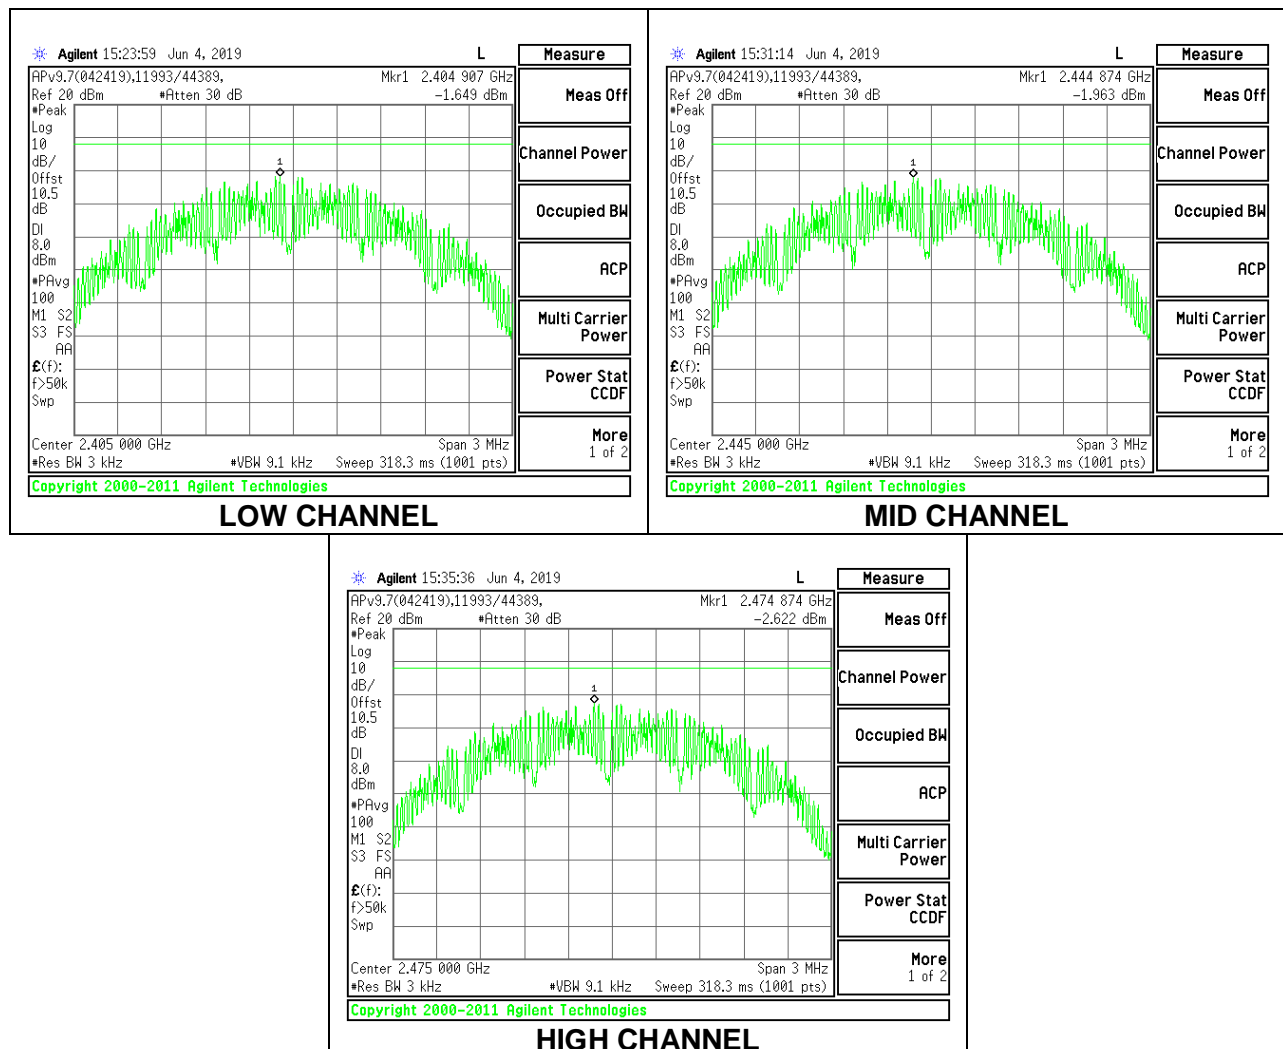 Agilent 15:23:59 Jun 4, 2019 L Measure
APv9.7(042419),11993/44389, Mkr1 2.404 907 GHz
Ref 20 dBm #Atten 30 dB -1.649 dBm
#Peak
Log
10
dB/
Offst
10.5
dB
DI
8.0
dBm
#PAvg
100
M1 S2
S3 FS
AA
£(f):
f>50k
Swp
1
Center 2.405 000 GHz Span 3 MHz
#Res BW 3 kHz #VBW 9.1 kHz Sweep 318.3 ms (1001 pts)
Meas Off
Channel Power
Occupied BW
ACP
Multi Carrier
Power
Power Stat
CCDF
More
1 of 2
Copyright 2000-2011 Agilent Technologies
LOW CHANNEL
Agilent 15:31:14 Jun 4, 2019 L Measure
APv9.7(042419),11993/44389, Mkr1 2.444 874 GHz
Ref 20 dBm #Atten 30 dB -1.963 dBm
#Peak
Log
10
dB/
Offst
10.5
dB
DI
8.0
dBm
#PAvg
100
M1 S2
S3 FS
AA
£(f):
f>50k
Swp
1
Center 2.445 000 GHz Span 3 MHz
#Res BW 3 kHz #VBW 9.1 kHz Sweep 318.3 ms (1001 pts)
Meas Off
Channel Power
Occupied BW
ACP
Multi Carrier
Power
Power Stat
CCDF
More
1 of 2
Copyright 2000-2011 Agilent Technologies
MID CHANNEL
Agilent 15:35:36 Jun 4, 2019 L Measure
APv9.7(042419),11993/44389, Mkr1 2.474 874 GHz
Ref 20 dBm #Atten 30 dB -2.622 dBm
#Peak
Log
10
dB/
Offst
10.5
dB
DI
8.0
dBm
#PAvg
100
M1 S2
S3 FS
AA
£(f):
f>50k
Swp
1
Center 2.475 000 GHz Span 3 MHz
#Res BW 3 kHz #VBW 9.1 kHz Sweep 318.3 ms (1001 pts)
Meas Off
Channel Power
Occupied BW
ACP
Multi Carrier
Power
Power Stat
CCDF
More
1 of 2
Copyright 2000-2011 Agilent Technologies
HIGH CHANNEL